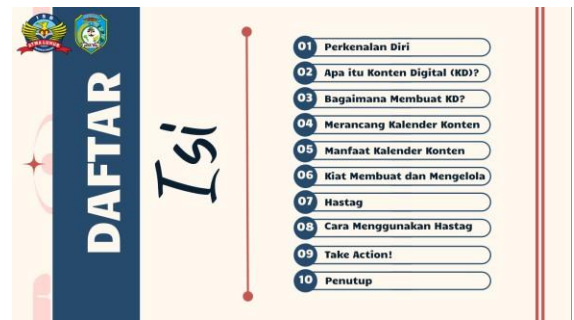 DAFTAR
Isi
01 Perkenalan Diri
02 Apa itu Konten Digital (KD)?
03 Bagaimana Membuat KD?
04 Merancang Kalender Konten
05 Manfaat Kalender Konten
06 Kiat Membuat dan Mengelola
07 Hastag
08 Cara Menggunakan Hastag
09 Take Action!
10 Penutup